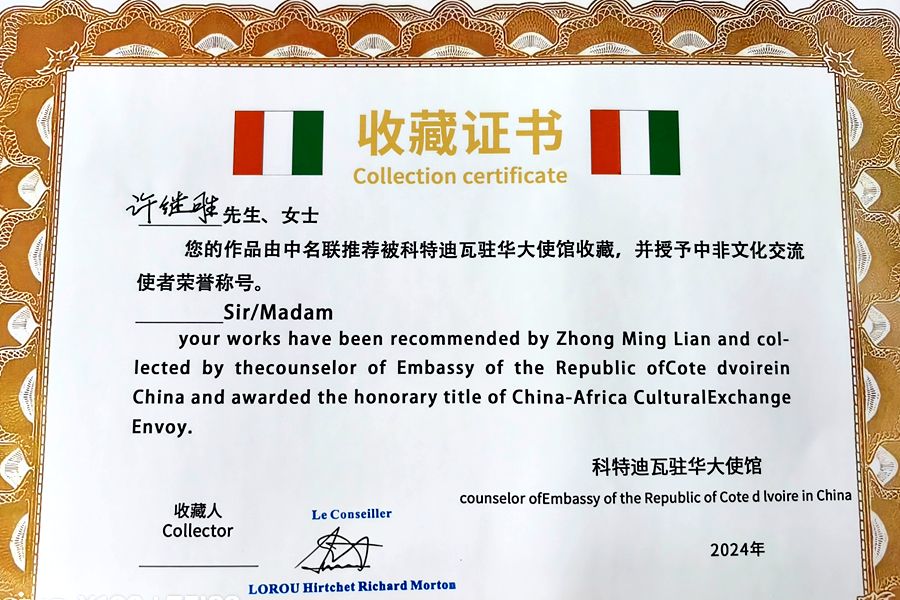 收藏证书
Collection certificate
许继胜先生、女士
您的作品由中名联推荐被科特迪瓦驻华大使馆收藏，并授予中非文化交流
使者荣誉称号。
Sir/Madam
your works have been recommended by Zhong Ming Lian and col-
lected by thecounselor of Embassy of the Republic ofCote dvoirein
China and awarded the honorary title of China-Africa CulturalExchange
Envoy.
科特迪瓦驻华大使馆
counselor ofEmbassy of the Republic of Cote d lvoire in China
收藏人
Collector
Le Conseiller
LOROU Hirtchet Richard Morton
2024年